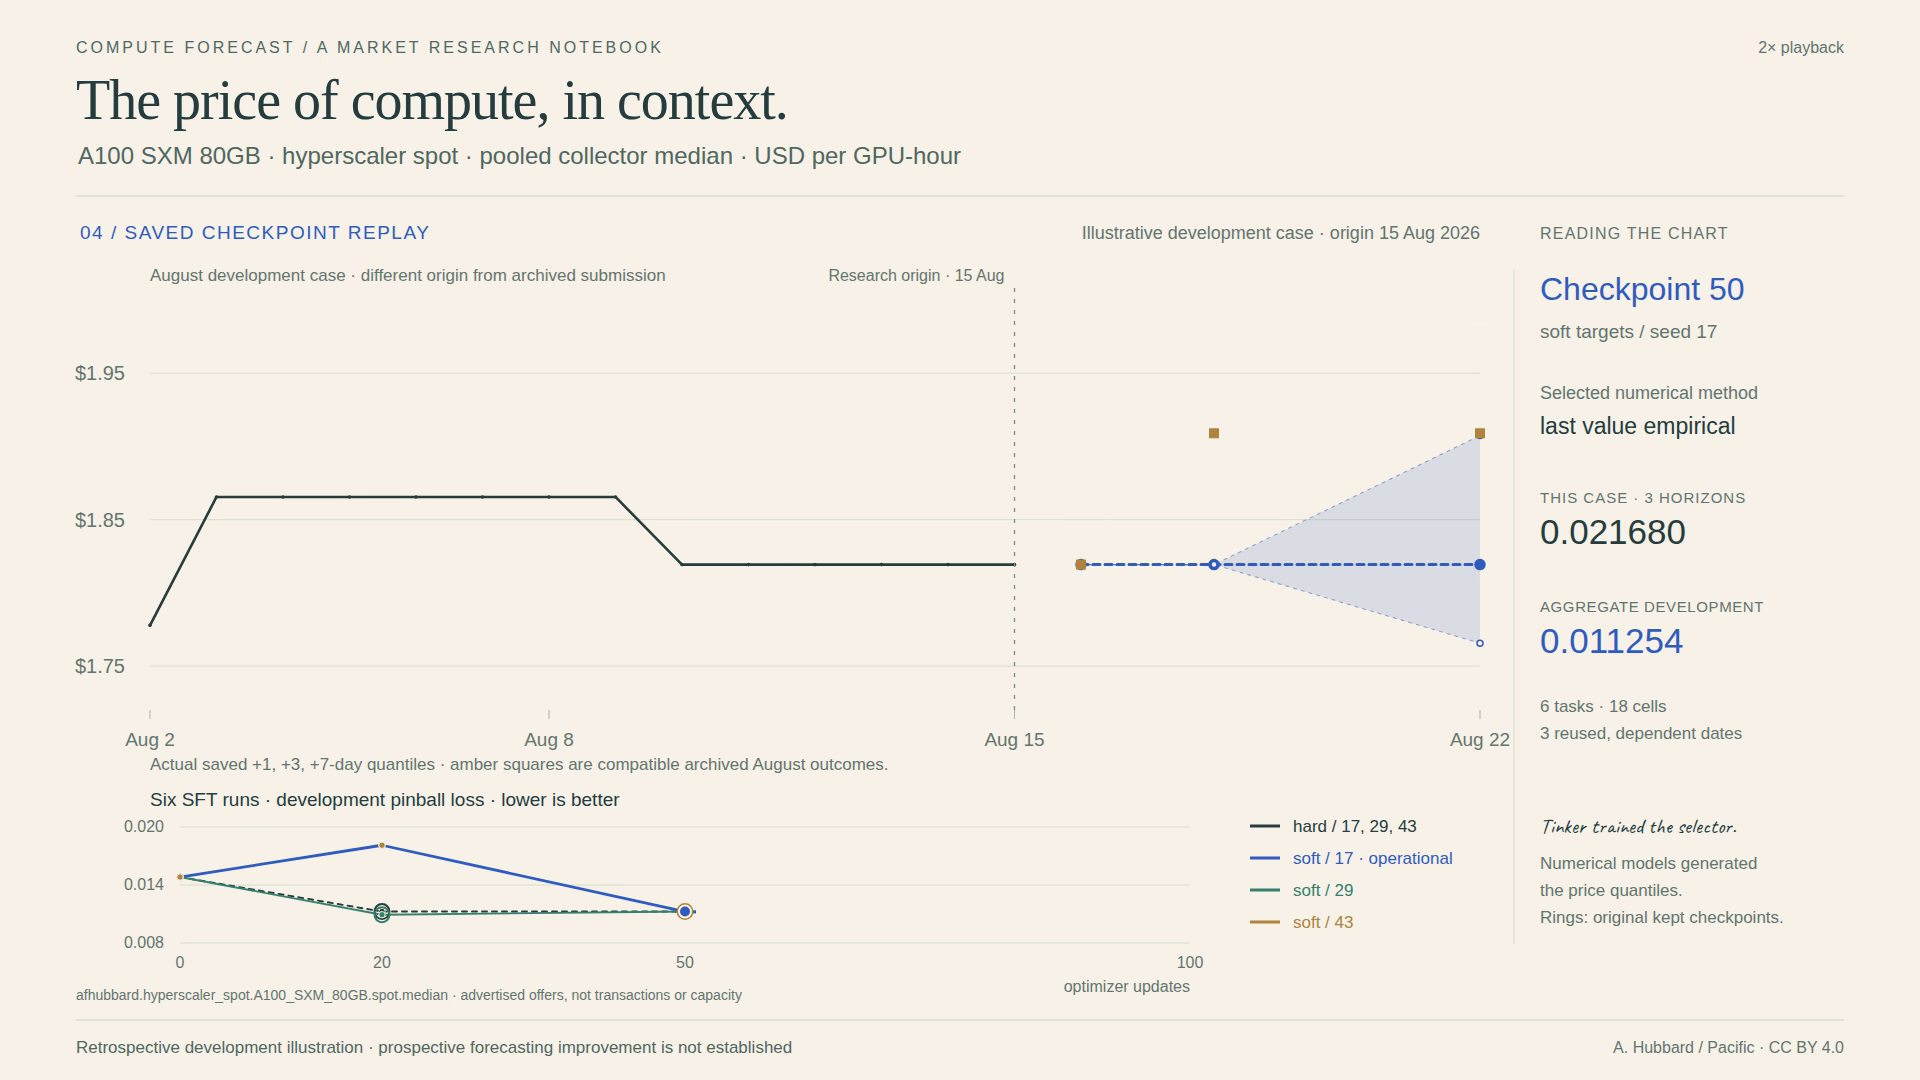 COMPUTE FORECAST / A MARKET RESEARCH NOTEBOOK
2× playback
The price of compute, in context.
A100 SXM 80GB · hyperscaler spot · pooled collector median · USD per GPU-hour
04 / SAVED CHECKPOINT REPLAY
Illustrative development case · origin 15 Aug 2026
August development case · different origin from archived submission
Research origin · 15 Aug
$1.95
$1.85
$1.75
Aug 2
Aug 8
Aug 15
Aug 22
Actual saved +1, +3, +7-day quantiles · amber squares are compatible archived August outcomes.
Six SFT runs · development pinball loss · lower is better
0.020
0.014
0.008
0
20
50
100
optimizer updates
hard / 17, 29, 43
soft / 17 · operational
soft / 29
soft / 43
READING THE CHART
Checkpoint 50
soft targets / seed 17
Selected numerical method
last value empirical
THIS CASE · 3 HORIZONS
0.021680
AGGREGATE DEVELOPMENT
0.011254
6 tasks · 18 cells
3 reused, dependent dates
Tinker trained the selector.
Numerical models generated
the price quantiles.
Rings: original kept checkpoints.
afhubbard.hyperscaler_spot.A100_SXM_80GB.spot.median · advertised offers, not transactions or capacity
Retrospective development illustration · prospective forecasting improvement is not established
A. Hubbard / Pacific · CC BY 4.0